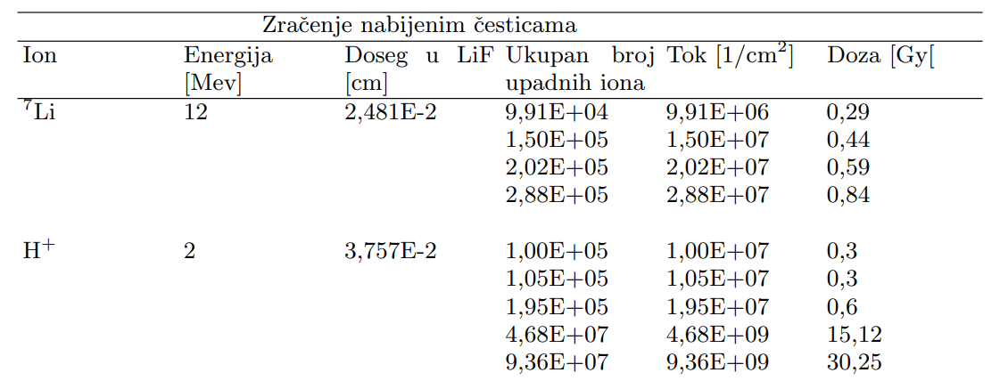 Zračenje nabijenim česticama
Ion Energija [Mev] Doseg u LiF [cm] Ukupan broj upadnih iona Tok [1/cm²] Doza [Gy[
⁷Li 12 2,481E-2 9,91E+04 9,91E+06 0,29
1,50E+05 1,50E+07 0,44
2,02E+05 2,02E+07 0,59
2,88E+05 2,88E+07 0,84
H⁺ 2 3,757E-2 1,00E+05 1,00E+07 0,3
1,05E+05 1,05E+07 0,3
1,95E+05 1,95E+07 0,6
4,68E+07 4,68E+09 15,12
9,36E+07 9,36E+09 30,25